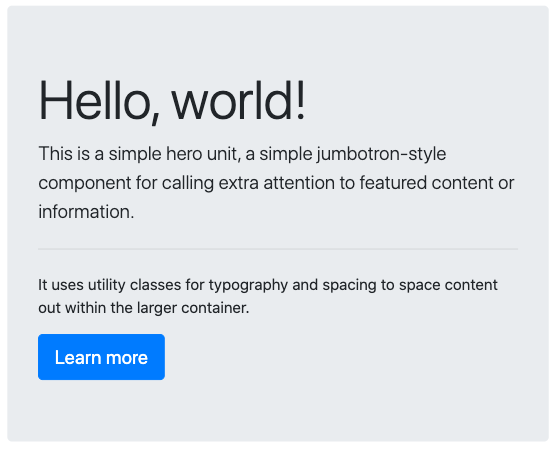 Hello, world!
This is a simple hero unit, a simple jumbotron-style
component for calling extra attention to featured content or
information.
It uses utility classes for typography and spacing to space content
out within the larger container.
Learn more